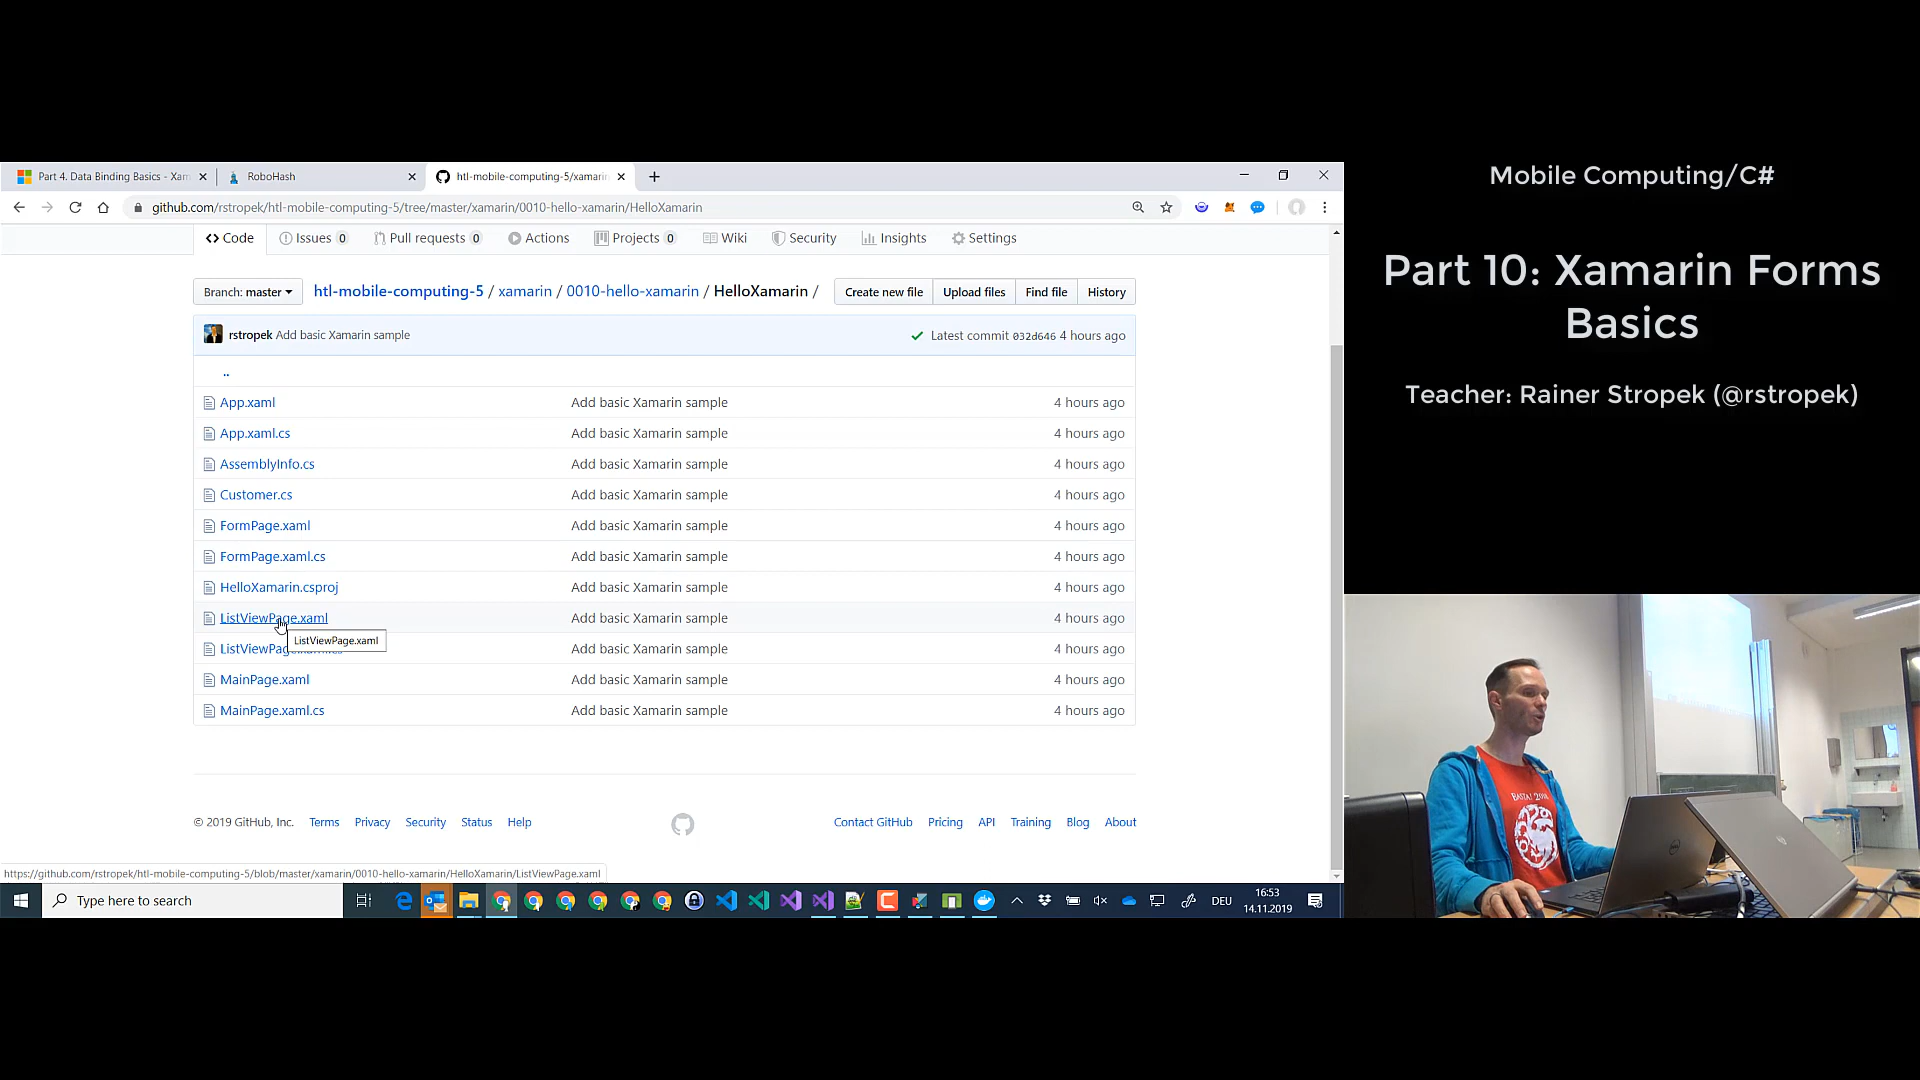 Part 4. Data Binding Basics - Xam
RoboHash
htl-mobile-computing-5/xamarin
github.com/rstropek/htl-mobile-computing-5/tree/master/xamarin/0010-hello-xamarin/HelloXamarin
Code Issues 0 Pull requests 0 Actions Projects 0 Wiki Security Insights Settings
Branch: master htl-mobile-computing-5 / xamarin / 0010-hello-xamarin / HelloXamarin / Create new file Upload files Find file History
rstropek Add basic Xamarin sample Latest commit 032d646 4 hours ago
..
App.xaml Add basic Xamarin sample 4 hours ago
App.xaml.cs Add basic Xamarin sample 4 hours ago
AssemblyInfo.cs Add basic Xamarin sample 4 hours ago
Customer.cs Add basic Xamarin sample 4 hours ago
FormPage.xaml Add basic Xamarin sample 4 hours ago
FormPage.xaml.cs Add basic Xamarin sample 4 hours ago
HelloXamarin.csproj Add basic Xamarin sample 4 hours ago
ListViewPage.xaml Add basic Xamarin sample 4 hours ago
ListViewPage.xaml
ListViewPage.xaml.cs Add basic Xamarin sample 4 hours ago
MainPage.xaml Add basic Xamarin sample 4 hours ago
MainPage.xaml.cs Add basic Xamarin sample 4 hours ago
© 2019 GitHub, Inc. Terms Privacy Security Status Help Contact GitHub Pricing API Training Blog About
https://github.com/rstropek/htl-mobile-computing-5/blob/master/xamarin/0010-hello-xamarin/HelloXamarin/ListViewPage.xaml
Type here to search
DEU
16:53
14.11.2019
Mobile Computing/C#
Part 10: Xamarin Forms
Basics
Teacher: Rainer Stropek (@rstropek)
DELL